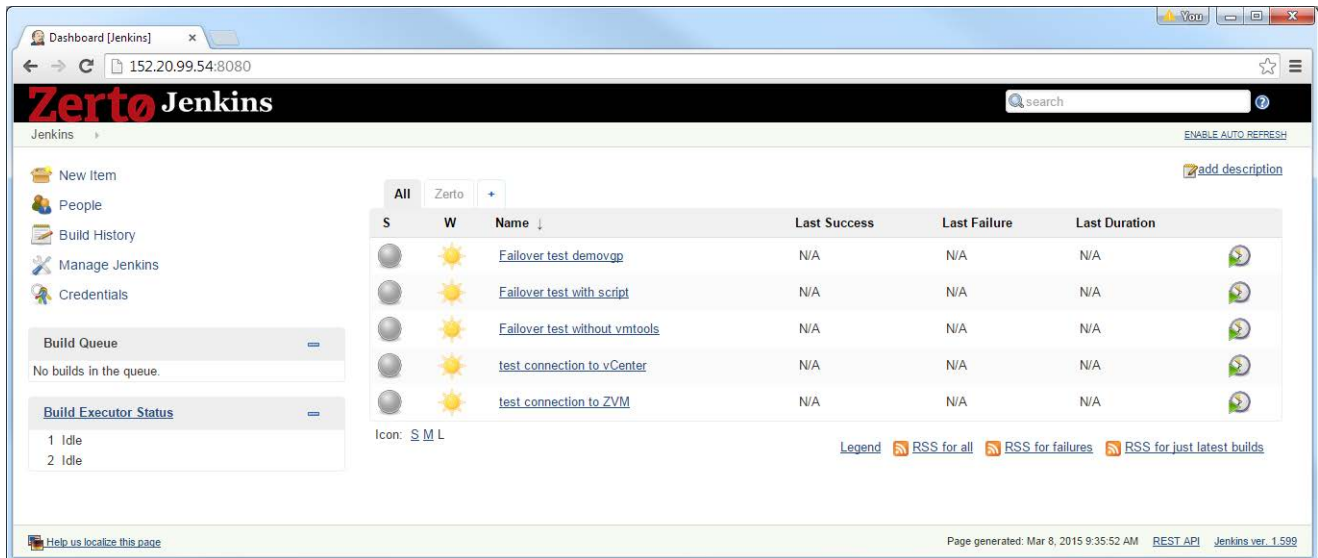 You
Dashboard [Jenkins] x
152.20.99.54:8080
Zerto Jenkins
search
Jenkins
ENABLE AUTO REFRESH
add description
New Item
People
Build History
Manage Jenkins
Credentials
All Zerto +
S W Name ↓ Last Success Last Failure Last Duration
Failover test demovgp N/A N/A N/A
Failover test with script N/A N/A N/A
Failover test without vmtools N/A N/A N/A
test connection to vCenter N/A N/A N/A
test connection to ZVM N/A N/A N/A
Icon: S M L
Legend RSS for all RSS for failures RSS for just latest builds
Build Queue
No builds in the queue.
Build Executor Status
1 Idle
2 Idle
Help us localize this page
Page generated: Mar 8, 2015 9:35:52 AM REST API Jenkins ver. 1.599